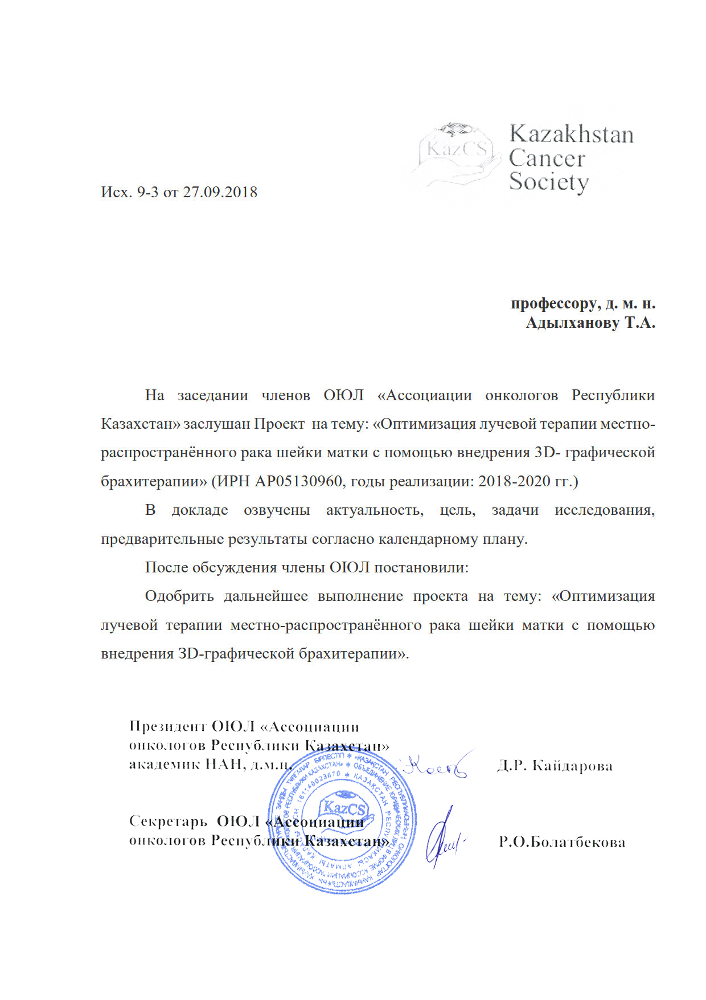 KazCS
Kazakhstan
Cancer
Society
Исх. 9-3 от 27.09.2018
профессору, д. м. н.
Адылханову Т.А.
На заседании членов ОЮЛ «Ассоциации онкологов Республики
Казахстан» заслушан Проект на тему: «Оптимизация лучевой терапии местно-
распространённого рака шейки матки с помощью внедрения 3D- графической
брахитерапии» (ИРН АР05130960, годы реализации: 2018-2020 гг.)
В докладе озвучены актуальность, цель, задачи исследования,
предварительные результаты согласно календарному плану.
После обсуждения члены ОЮЛ постановили:
Одобрить дальнейшее выполнение проекта на тему: «Оптимизация
лучевой терапии местно-распространённого рака шейки матки с помощью
внедрения 3D-графической брахитерапии».
Президент ОЮЛ «Ассоциации
онкологов Республики Казахстан»
академик НАН, д.м.н.
Д.Р. Кайдарова
Секретарь ОЮЛ «Ассоциации
онкологов Республики Казахстан»
Р.О.Болатбекова
KazCS